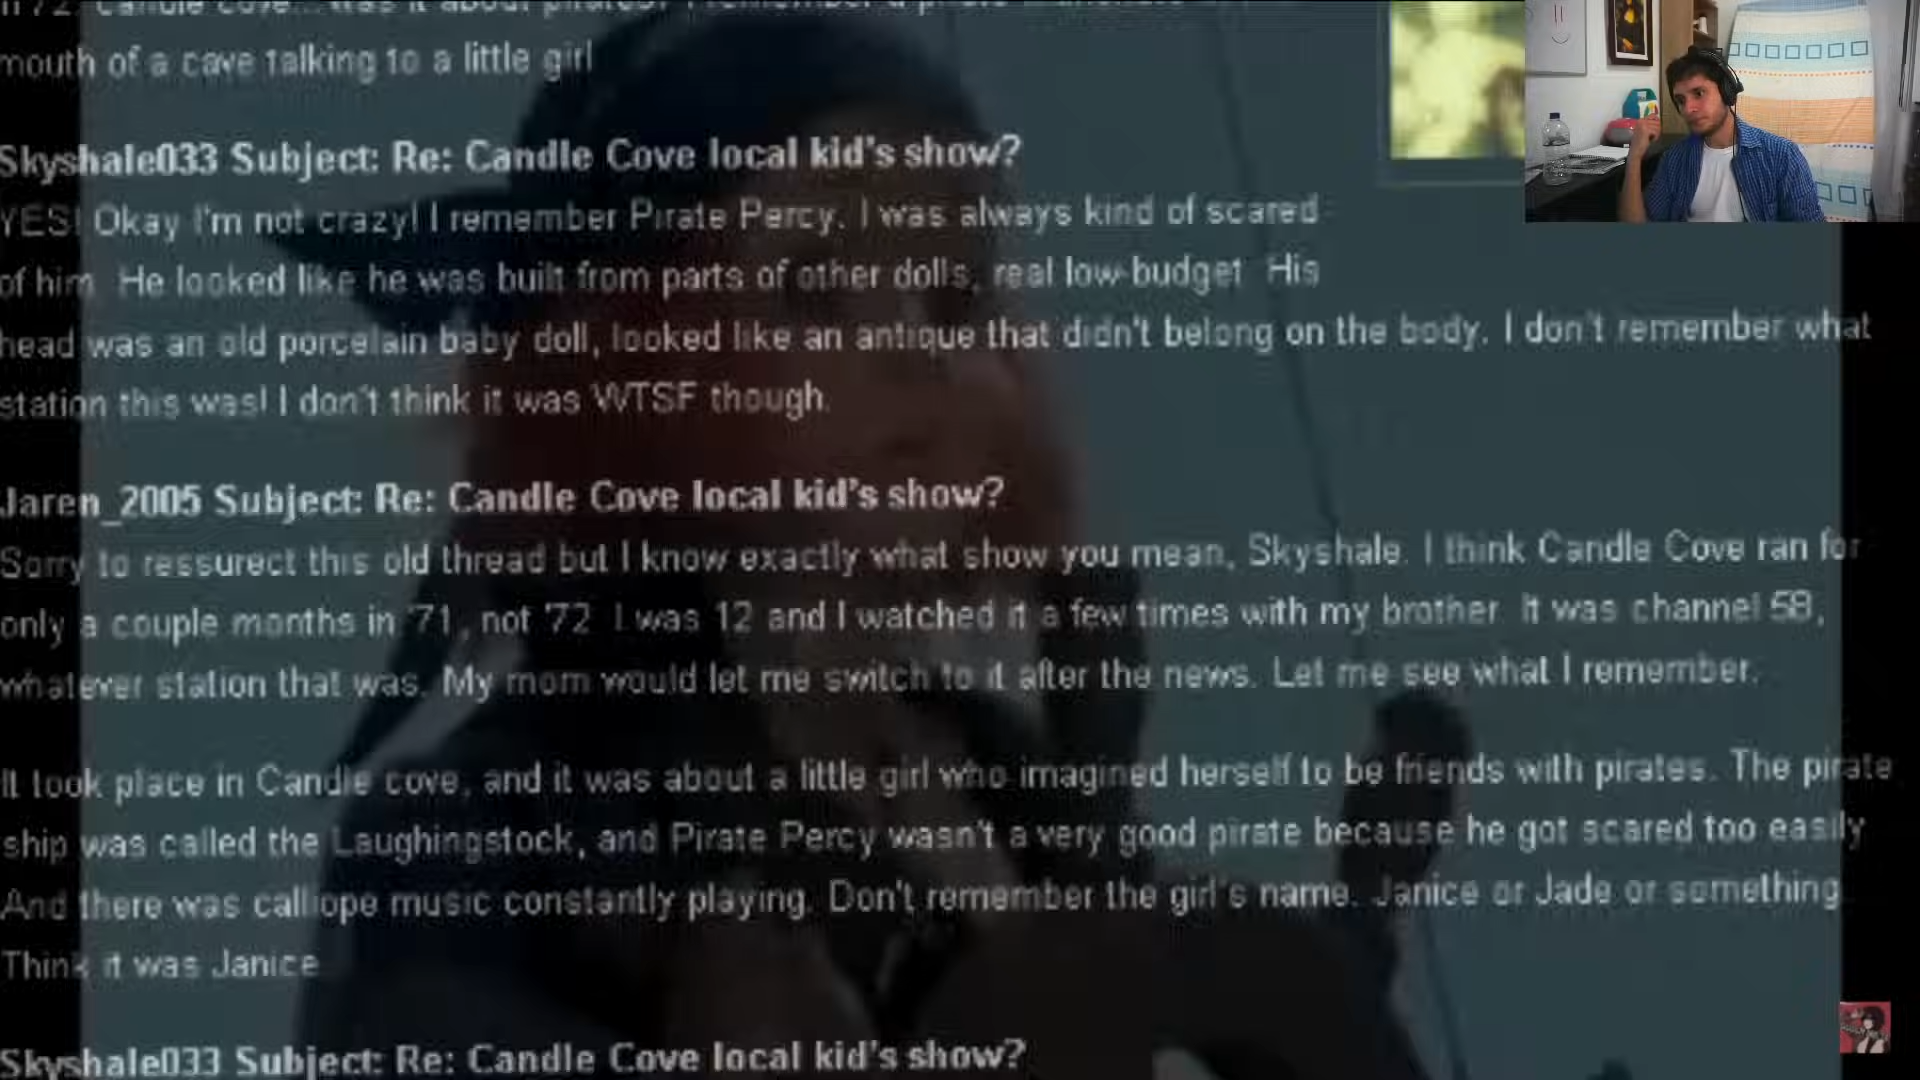 mouth of a cave talking to a little girl
Skyshale033 Subject: Re: Candle Cove local kid's show?
YES! Okay I'm not crazy! I remember Pirate Percy. I was always kind of scared
of him. He looked like he was built from parts of other dolls, real low-budget. His
head was an old porcelain baby doll, looked like an antique that didn't belong on the body. I don't remember what
station this was! I don't think it was WTSF though.
Jaren_2005 Subject: Re: Candle Cove local kid's show?
Sorry to ressurect this old thread but I know exactly what show you mean, Skyshale. I think Candle Cove ran for
only a couple months in '71, not '72. I was 12 and I watched it a few times with my brother. It was channel 58,
whatever station that was. My mom would let me switch to it after the news. Let me see what I remember.
It took place in Candle cove, and it was about a little girl who imagined herself to be friends with pirates. The pirate
ship was called the Laughingstock, and Pirate Percy wasn't a very good pirate because he got scared too easily
And there was calliope music constantly playing. Don't remember the girl's name. Janice or Jade or something.
Think it was Janice
Skyshale033 Subject: Re: Candle Cove local kid's show?